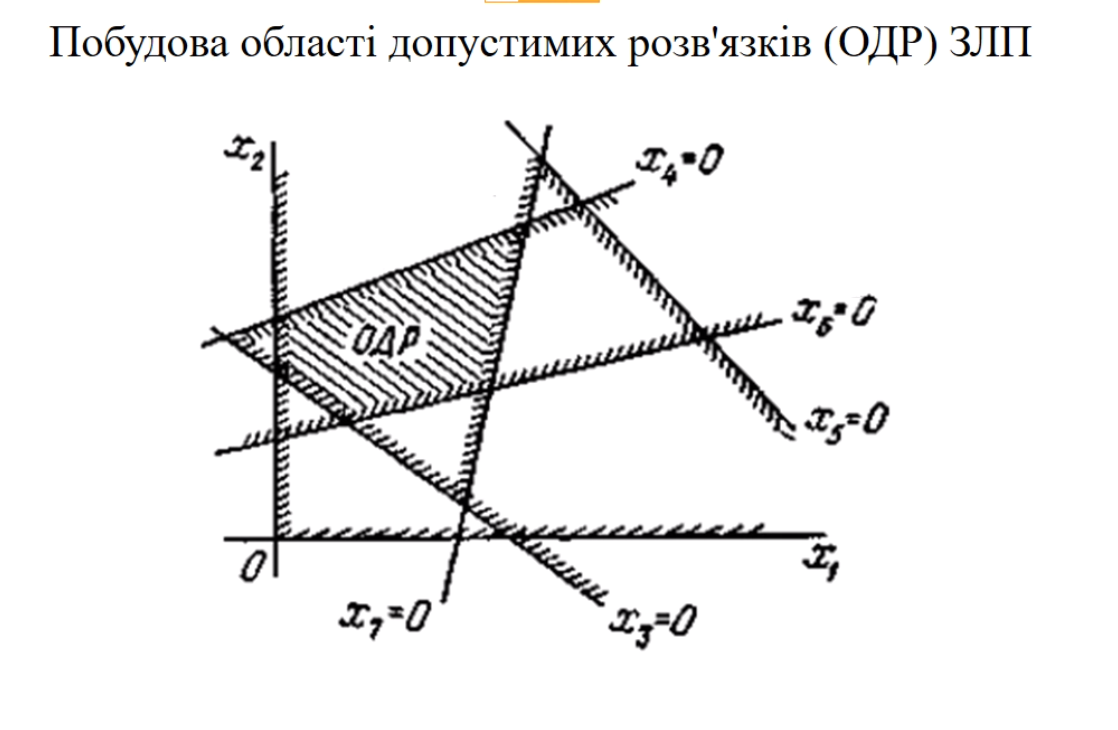 Побудова області допустимих розв'язків (ОДР) ЗЛП
x₂
x₄=0
ОДР
x₆=0
x₅=0
0
x₁
x₇=0
x₃=0